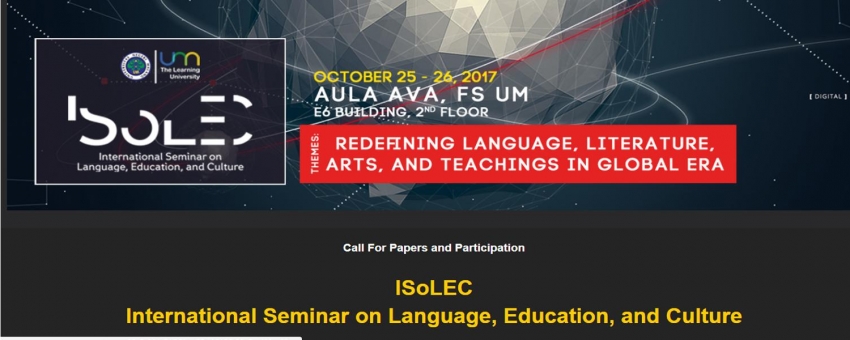 um
The Learning
University
ISoLEC
International Seminar on
Language, Education, and Culture
OCTOBER 25 - 26, 2017
AULA AVA, FS UM
E6 BUILDING, 2ND FLOOR
THEMES:
REDEFINING LANGUAGE, LITERATURE,
ARTS, AND TEACHINGS IN GLOBAL ERA
[ DIGITAL ]
Call For Papers and Participation
ISoLEC
International Seminar on Language, Education, and Culture